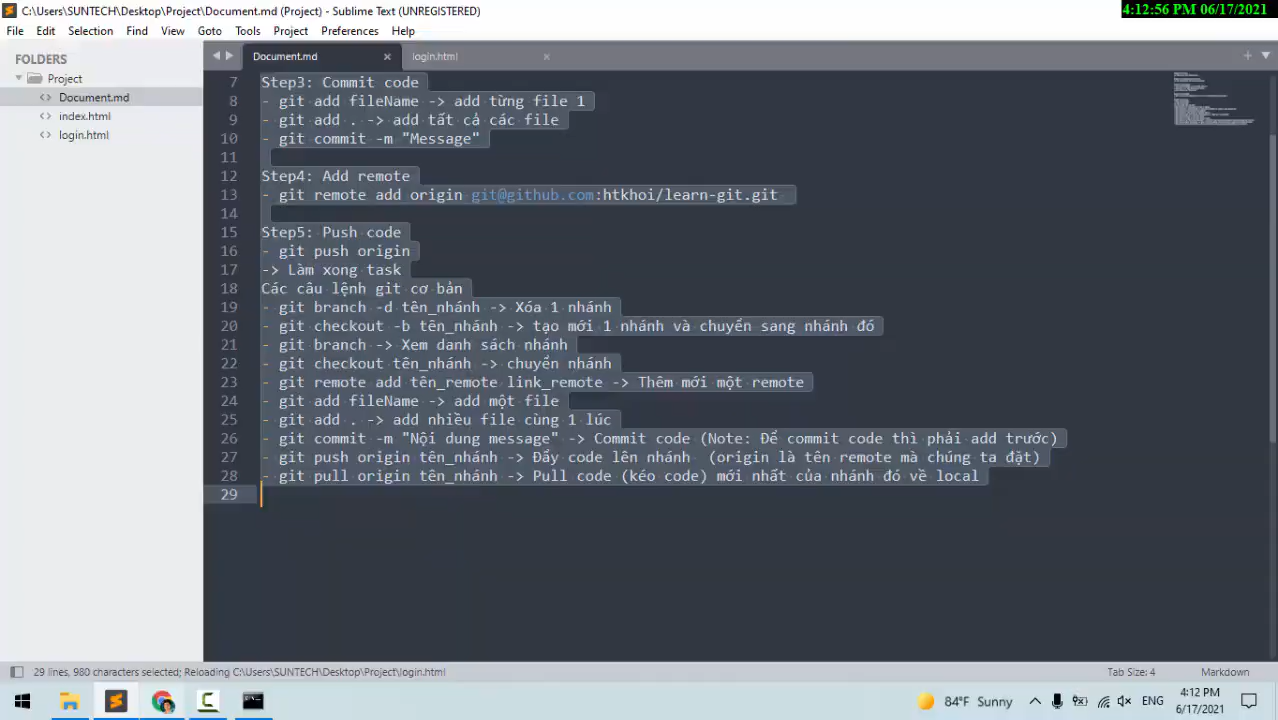 C:\Users\SUNTECH\Desktop\Project\Document.md (Project) - Sublime Text (UNREGISTERED)
4:12:56 PM 06/17/2021
File Edit Selection Find View Goto Tools Project Preferences Help
FOLDERS
Project
Document.md
index.html
login.html
Document.md
login.html
7 Step3: Commit code
8 - git add fileName -> add từng file 1
9 - git add . -> add tất cả các file
10 - git commit -m "Message"
11
12 Step4: Add remote
13 - git remote add origin git@github.com:htkhoi/learn-git.git
14
15 Step5: Push code
16 - git push origin
17 -> Làm xong task
18 Các câu lệnh git cơ bản
19 - git branch -d tên_nhánh -> Xóa 1 nhánh
20 - git checkout -b tên_nhánh -> tạo mới 1 nhánh và chuyển sang nhánh đó
21 - git branch -> Xem danh sách nhánh
22 - git checkout tên_nhánh -> chuyển nhánh
23 - git remote add tên_remote link_remote -> Thêm mới một remote
24 - git add fileName -> add một file
25 - git add . -> add nhiều file cùng 1 lúc
26 - git commit -m "Nội dung message" -> Commit code (Note: Để commit code thì phải add trước)
27 - git push origin tên_nhánh -> Đẩy code lên nhánh (origin là tên remote mà chúng ta đặt)
28 - git pull origin tên_nhánh -> Pull code (kéo code) mới nhất của nhánh đó về local
29
29 lines, 980 characters selected; Reloading C:\Users\SUNTECH\Desktop\Project\login.html
Tab Size: 4
Markdown
84°F Sunny
ENG
4:12 PM
6/17/2021